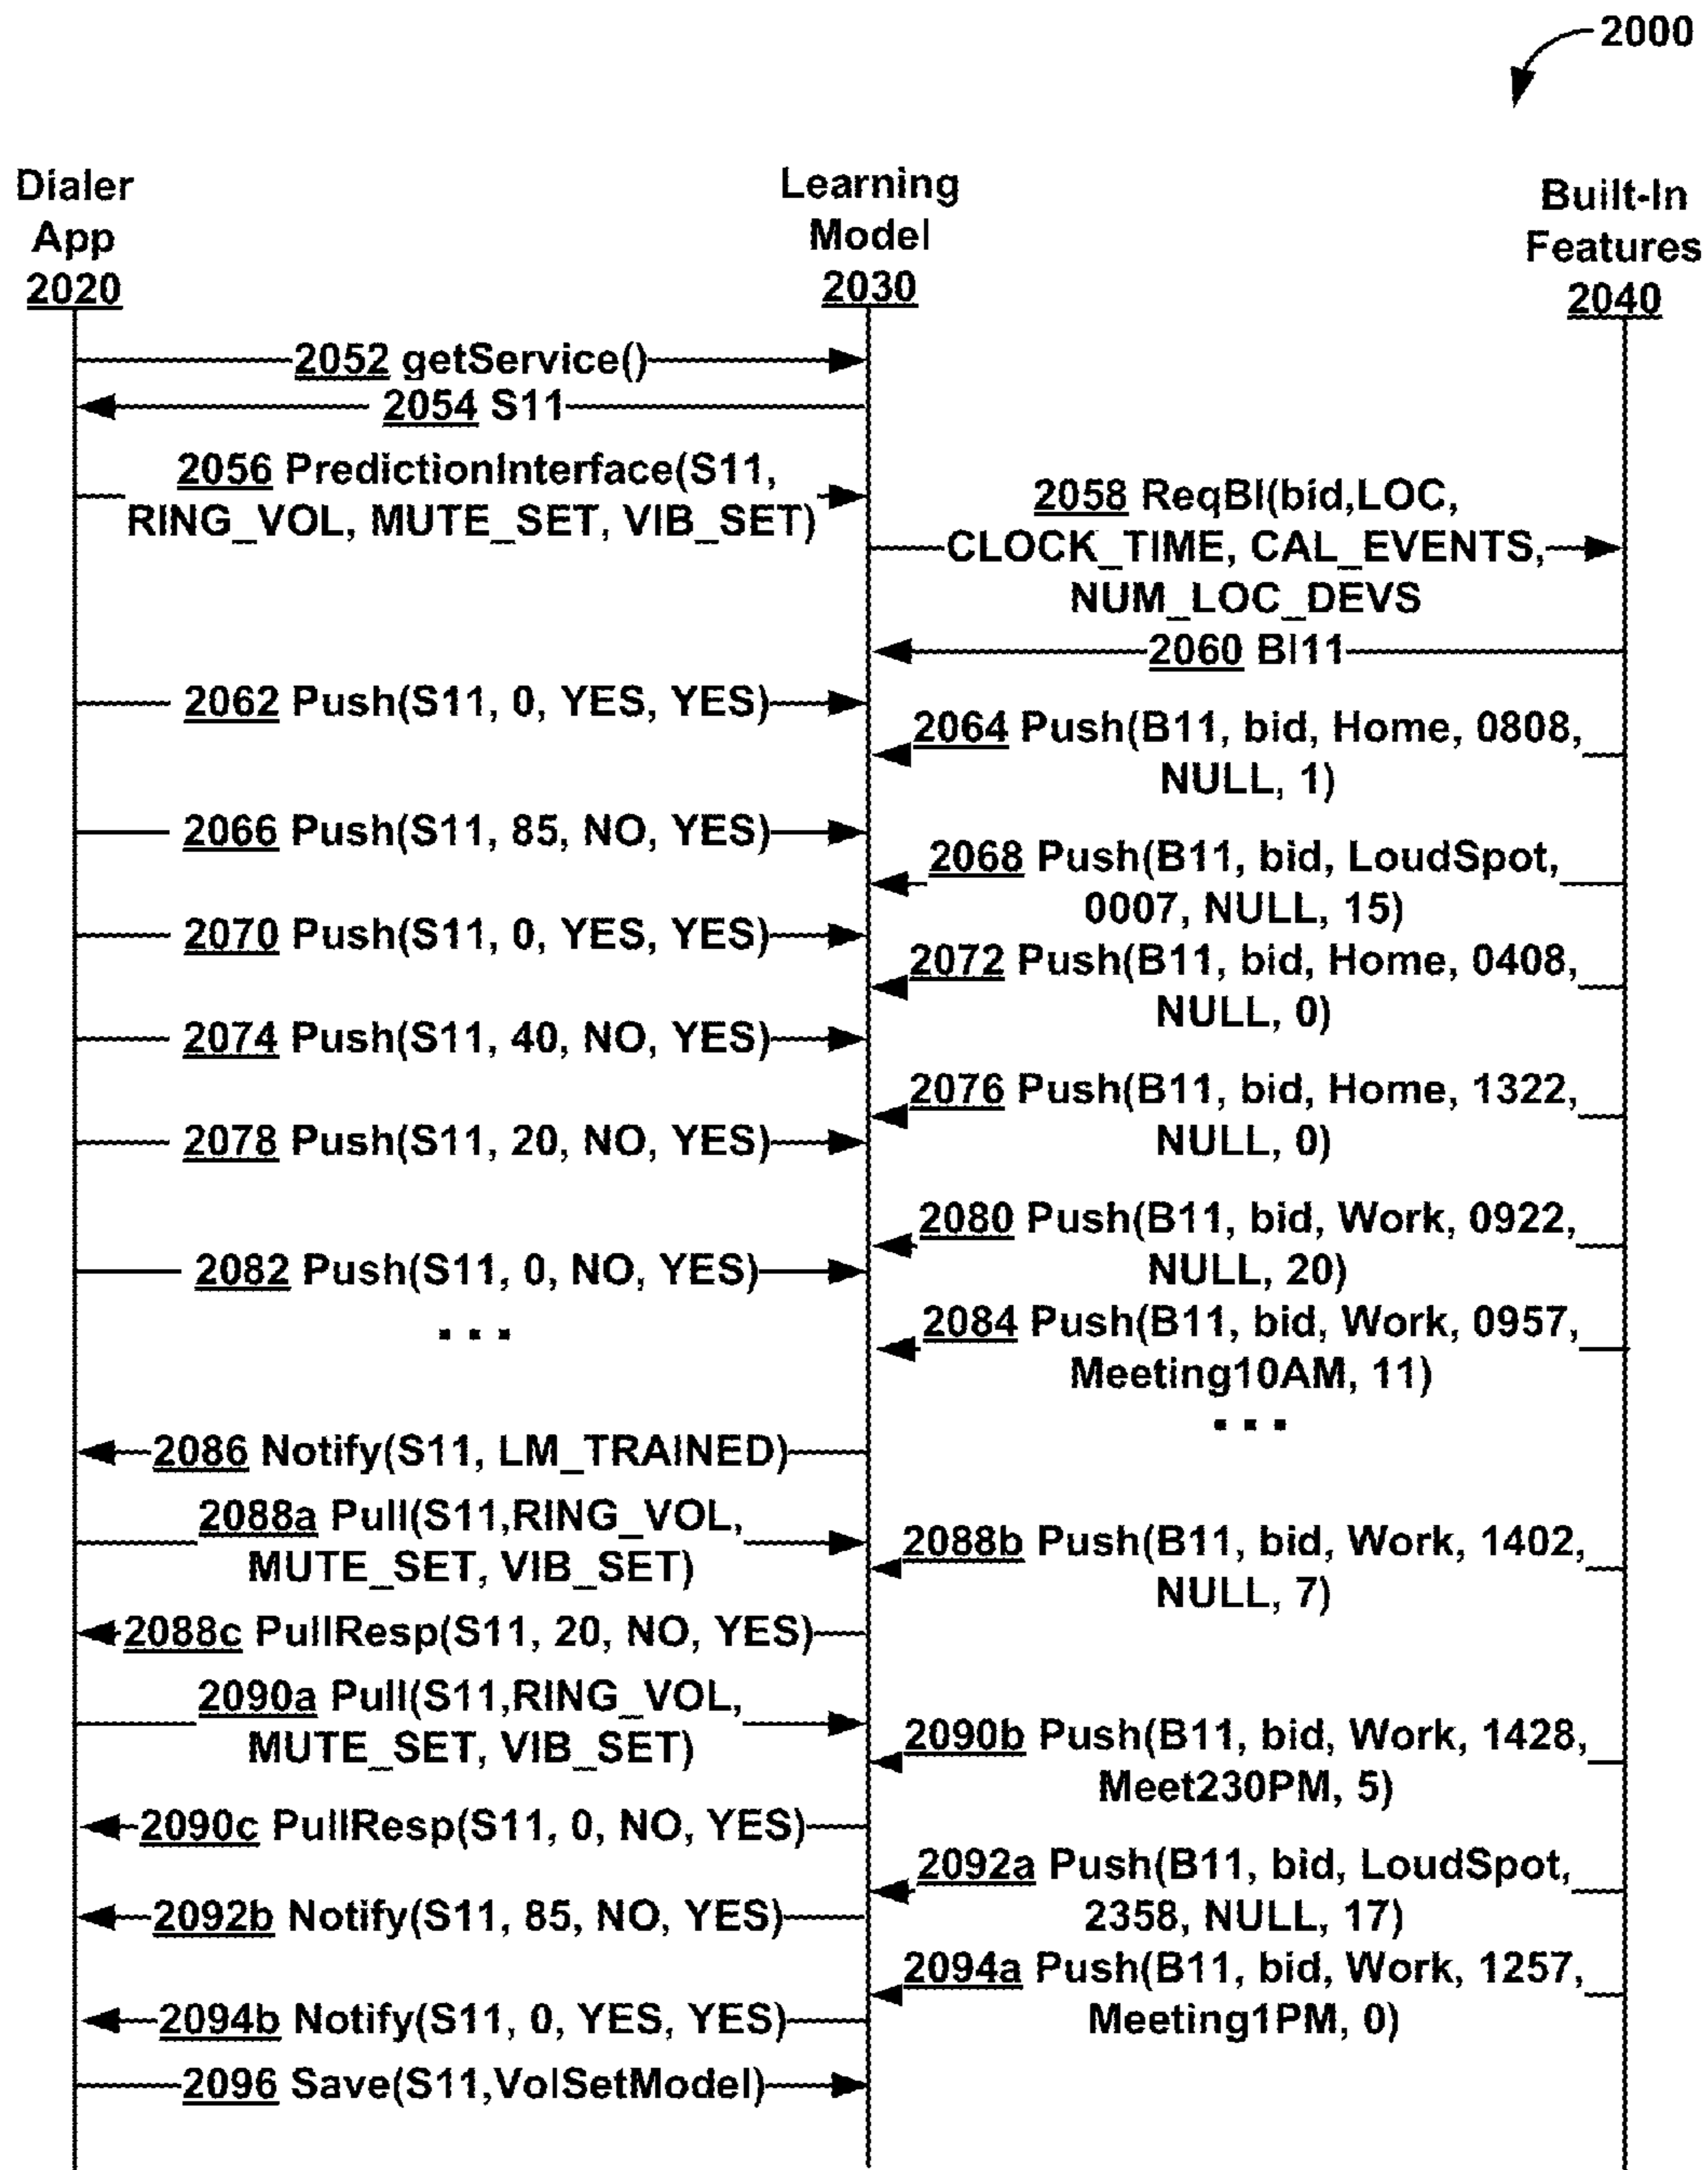 2000
Dialer
App
2020
Learning
Model
2030
Built-In
Features
2040
2052 getService()
2054 S11
2056 PredictionInterface(S11,
RING_VOL, MUTE_SET, VIB_SET)
2058 ReqBI(bid,LOC,
CLOCK_TIME, CAL_EVENTS,
NUM_LOC_DEVS
2060 BI11
2062 Push(S11, 0, YES, YES)
2064 Push(B11, bid, Home, 0808,
NULL, 1)
2066 Push(S11, 85, NO, YES)
2068 Push(B11, bid, LoudSpot,
0007, NULL, 15)
2070 Push(S11, 0, YES, YES)
2072 Push(B11, bid, Home, 0408,
NULL, 0)
2074 Push(S11, 40, NO, YES)
2076 Push(B11, bid, Home, 1322,
NULL, 0)
2078 Push(S11, 20, NO, YES)
2080 Push(B11, bid, Work, 0922,
NULL, 20)
2082 Push(S11, 0, NO, YES)
...
2084 Push(B11, bid, Work, 0957,
Meeting10AM, 11)
...
2086 Notify(S11, LM_TRAINED)
2088a Pull(S11,RING_VOL,
MUTE_SET, VIB_SET)
2088b Push(B11, bid, Work, 1402,
NULL, 7)
2088c PullResp(S11, 20, NO, YES)
2090a Pull(S11,RING_VOL,
MUTE_SET, VIB_SET)
2090b Push(B11, bid, Work, 1428,
Meet230PM, 5)
2090c PullResp(S11, 0, NO, YES)
2092a Push(B11, bid, LoudSpot,
2358, NULL, 17)
2092b Notify(S11, 85, NO, YES)
2094a Push(B11, bid, Work, 1257,
Meeting1PM, 0)
2094b Notify(S11, 0, YES, YES)
2096 Save(S11,VolSetModel)